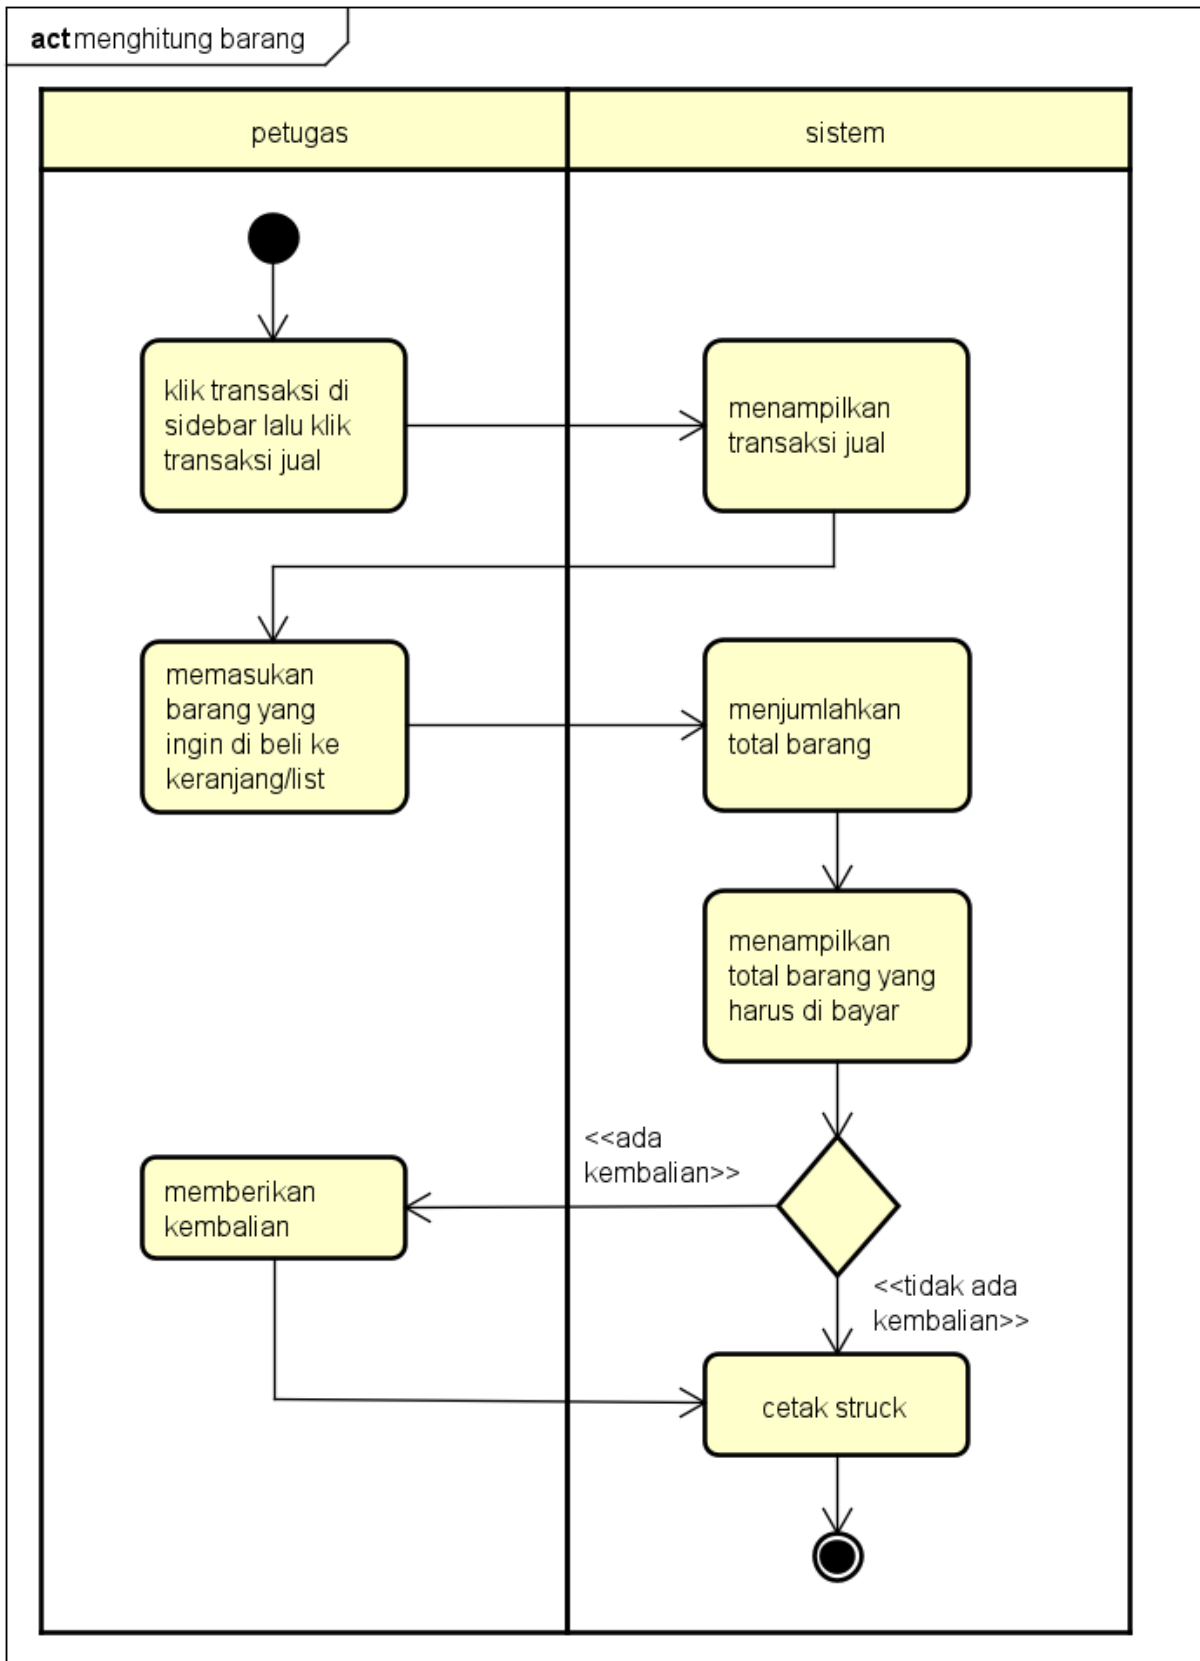 act menghitung barang
petugas
sistem
klik transaksi di
sidebar lalu klik
transaksi jual
menampilkan
transaksi jual
memasukan
barang yang
ingin di beli ke
keranjang/list
menjumlahkan
total barang
menampilkan
total barang yang
harus di bayar
<<ada
kembalian>>
memberikan
kembalian
<<tidak ada
kembalian>>
cetak struck